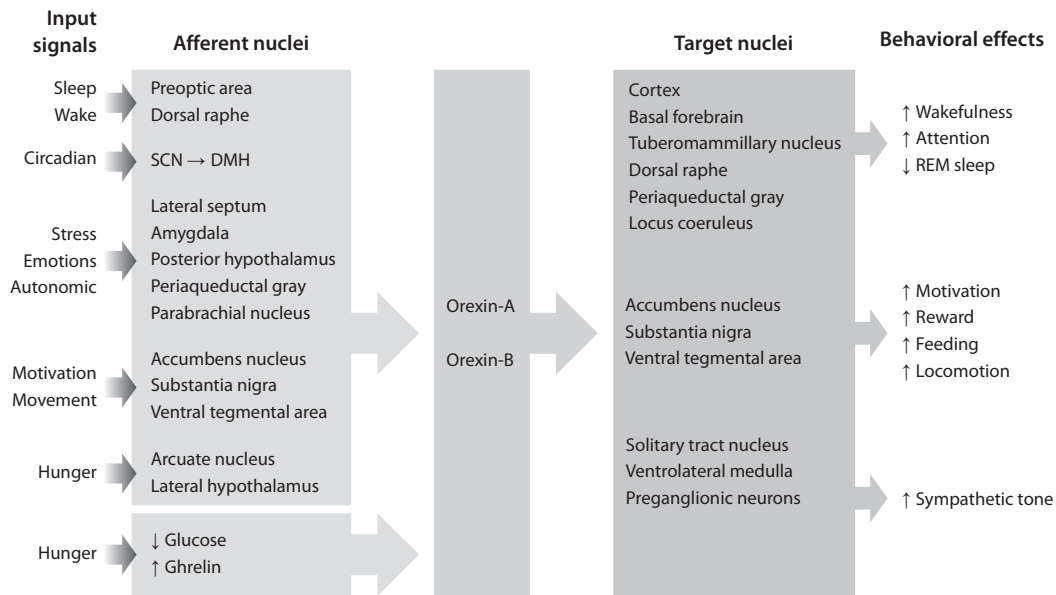 Input
signals
Afferent nuclei
Target nuclei
Behavioral effects
Sleep
Wake
Preoptic area
Dorsal raphe
Circadian
SCN → DMH
Stress
Emotions
Autonomic
Lateral septum
Amygdala
Posterior hypothalamus
Periaqueductal gray
Parabrachial nucleus
Motivation
Movement
Accumbens nucleus
Substantia nigra
Ventral tegmental area
Hunger
Arcuate nucleus
Lateral hypothalamus
Hunger
↓ Glucose
↑ Ghrelin
Orexin-A
Orexin-B
Cortex
Basal forebrain
Tuberomammillary nucleus
Dorsal raphe
Periaqueductal gray
Locus coeruleus
↑ Wakefulness
↑ Attention
↓ REM sleep
Accumbens nucleus
Substantia nigra
Ventral tegmental area
↑ Motivation
↑ Reward
↑ Feeding
↑ Locomotion
Solitary tract nucleus
Ventrolateral medulla
Preganglionic neurons
↑ Sympathetic tone